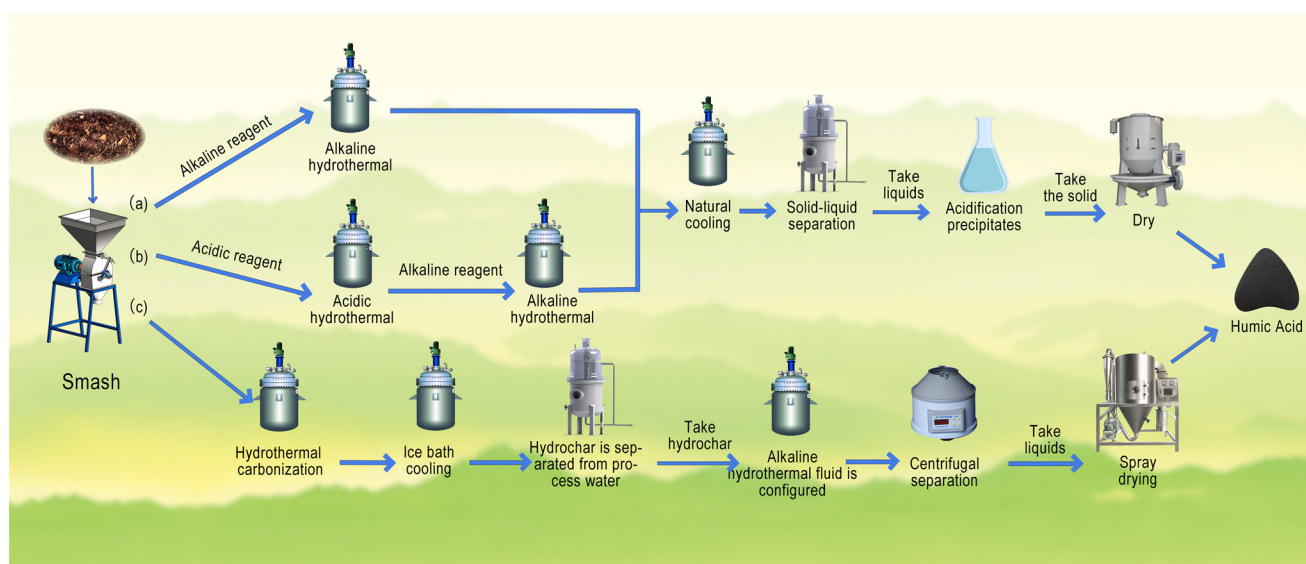 (a)
Alkaline reagent
Alkaline
hydrothermal
(b)
Acidic reagent
Acidic
hydrothermal
Alkaline reagent
Alkaline
hydrothermal
Natural
cooling
Solid-liquid
separation
Take
liquids
Acidification
precipitates
Take
the solid
Dry
(c)
Smash
Hydrothermal
carbonization
Ice bath
cooling
Hydrochar is sep-
arated from pro-
cess water
Take
hydrochar
Alkaline
hydrothermal fluid is
configured
Centrifugal
separation
Take
liquids
Spray
drying
Humic Acid